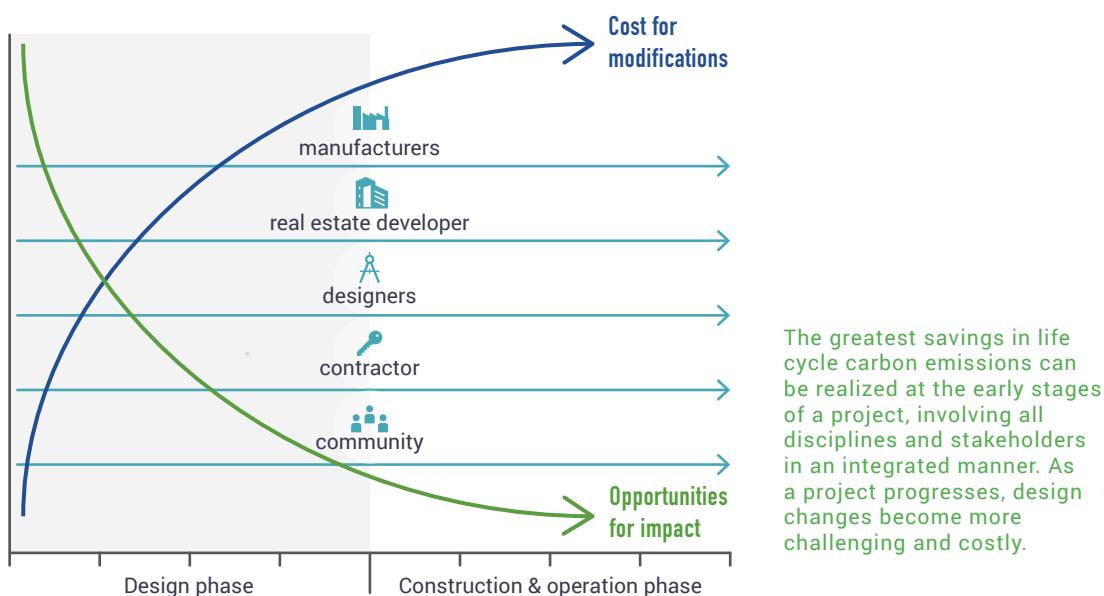 Cost for
modifications
manufacturers
real estate developer
designers
contractor
community
Opportunities
for impact
Design phase
Construction & operation phase
The greatest savings in life
cycle carbon emissions can
be realized at the early stages
of a project, involving all
disciplines and stakeholders
in an integrated manner. As
a project progresses, design
changes become more
challenging and costly.